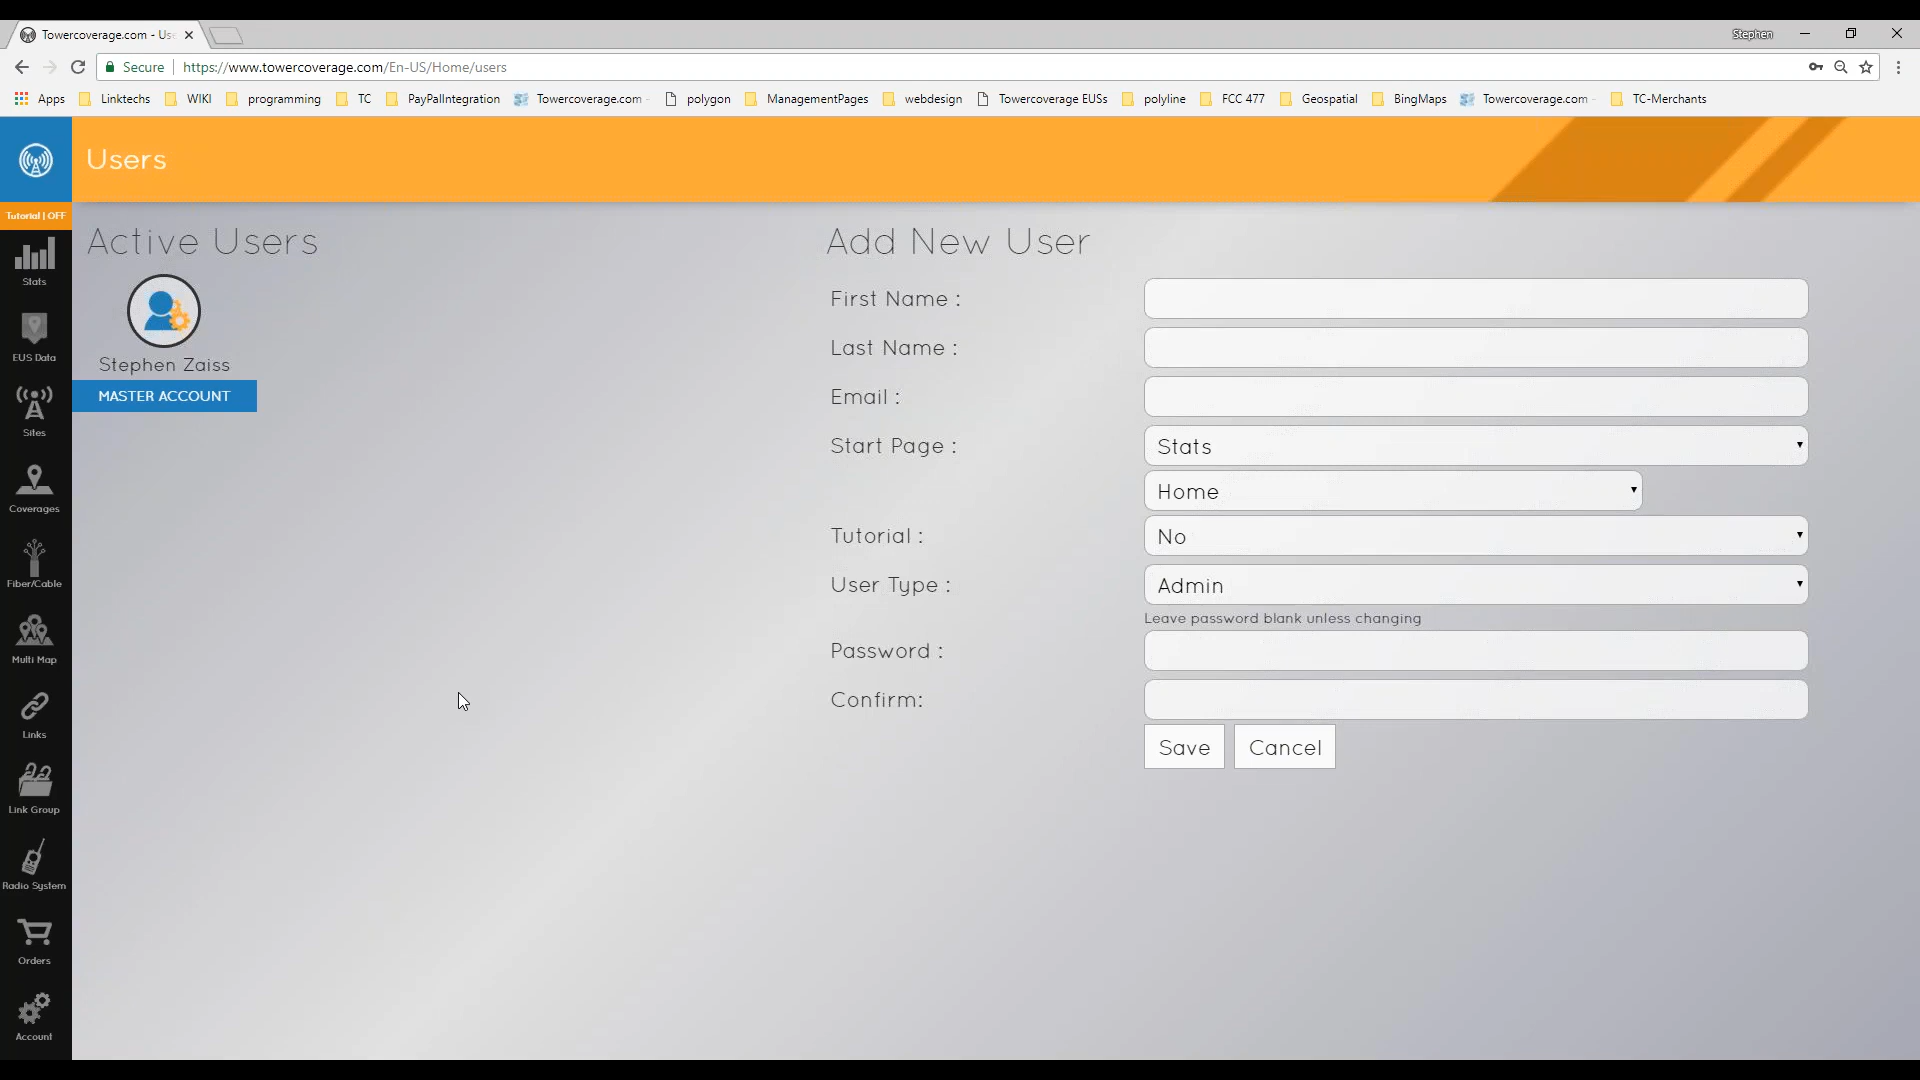 Towercoverage.com - Us
Stephen
Secure
https://www.towercoverage.com/En-US/Home/users
Apps Linktechs WIKI programming TC PayPalIntegration Towercoverage.com - polygon ManagementPages webdesign Towercoverage EUSs polyline FCC 477 Geospatial BingMaps Towercoverage.com - TC-Merchants
Users
Tutorial | OFF
Stats
EUS Data
Sites
Coverages
Fiber/Cable
Multi Map
Links
Link Group
Radio System
Orders
Account
Active Users
Stephen Zaiss
MASTER ACCOUNT
Add New User
First Name :
Last Name :
Email :
Start Page : Stats
Home
Tutorial : No
User Type : Admin
Leave password blank unless changing
Password :
Confirm:
Save Cancel